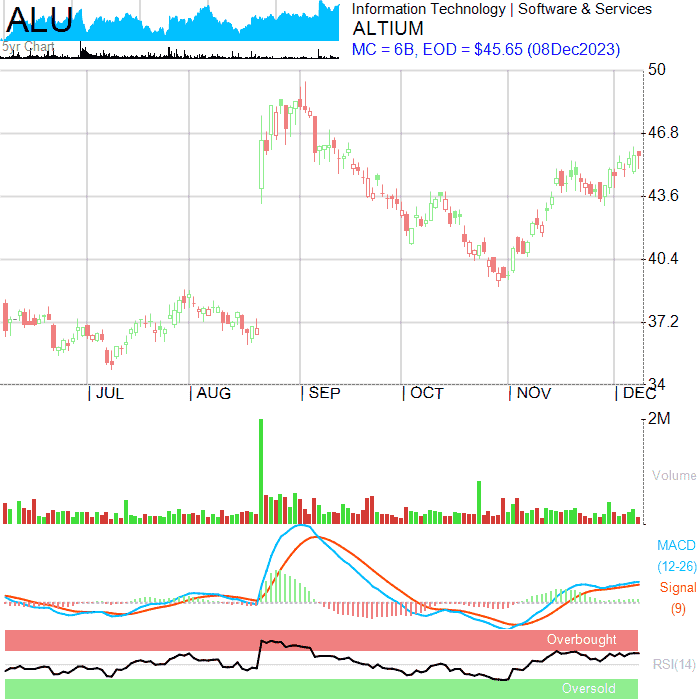 ALU
5yr Chart
Information Technology | Software & Services
ALTIUM
MC = 6B, EOD = $45.65 (08Dec2023)
50
46.8
43.6
40.4
37.2
34
JUL AUG SEP OCT NOV DEC
2M
Volume
MACD
(12-26)
Signal
(9)
Overbought
RSI(14)
Oversold